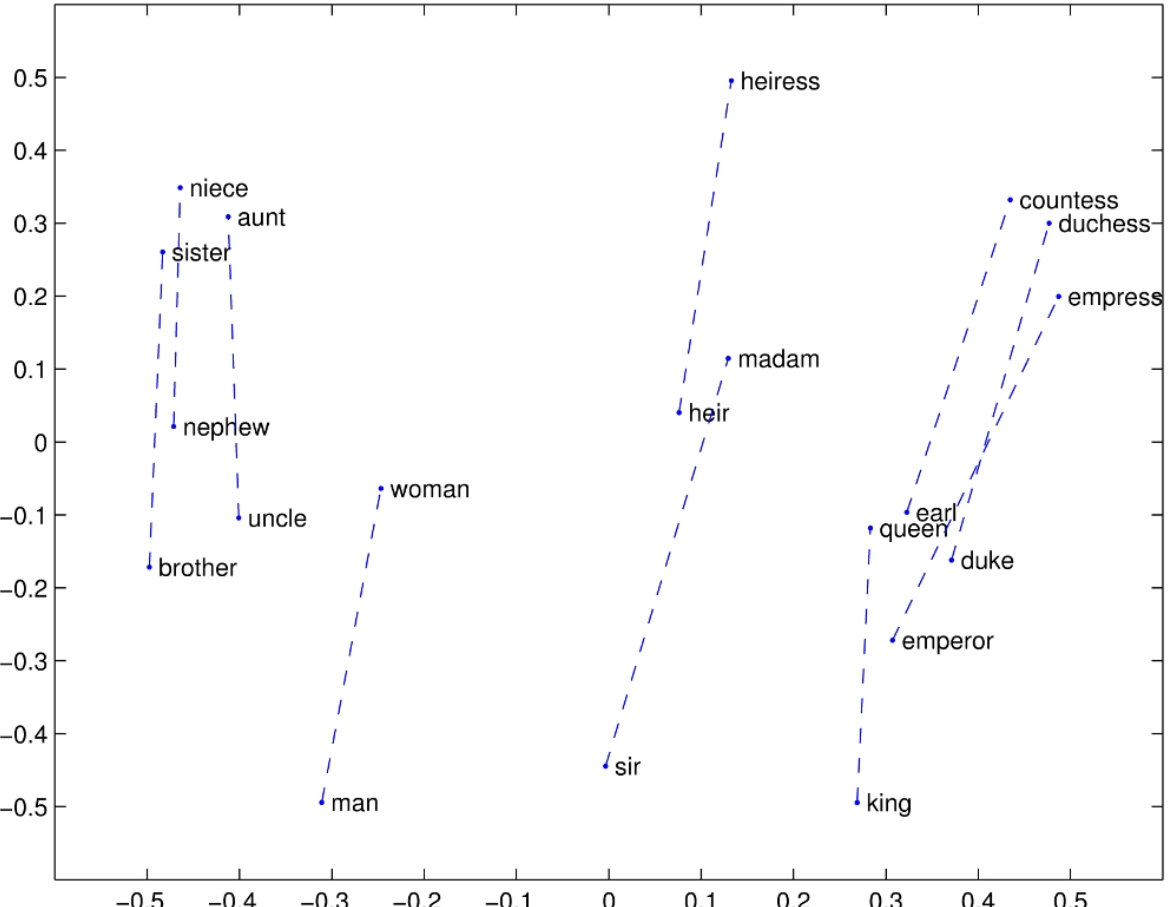 0.5
0.4
0.3
0.2
0.1
0
−0.1
−0.2
−0.3
−0.4
−0.5
heiress
niece
countess
aunt
duchess
sister
empress
madam
heir
nephew
woman
earl
uncle
queen
brother
duke
emperor
sir
man
king
−0.5 −0.4 −0.3 −0.2 −0.1 0 0.1 0.2 0.3 0.4 0.5